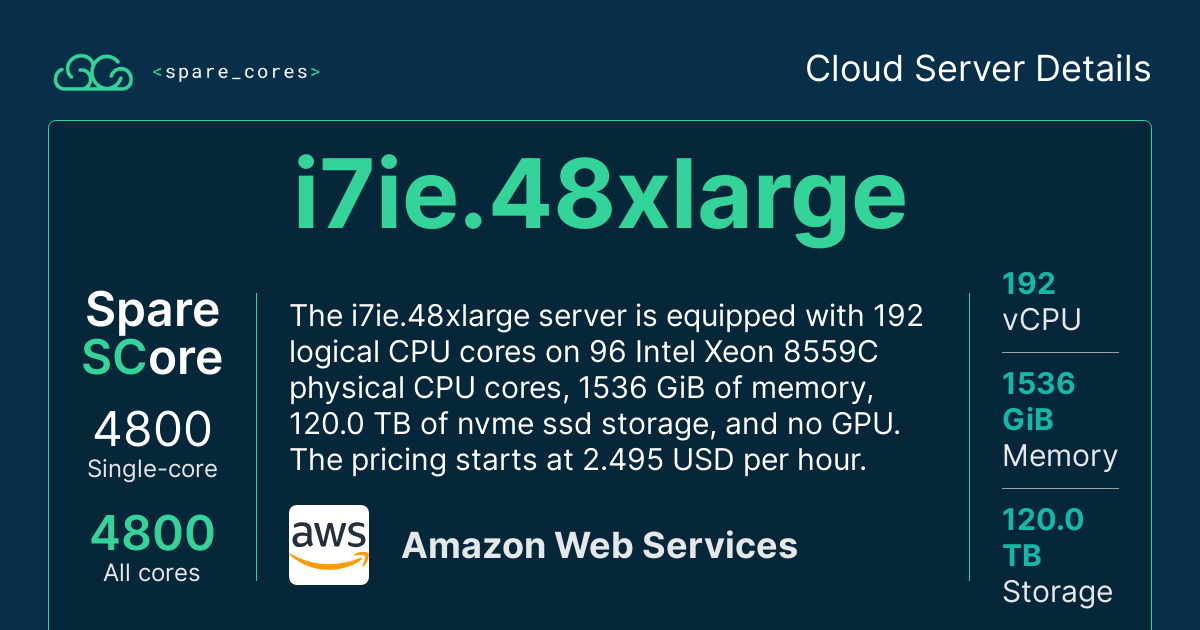 <spare_cores>
Cloud Server Details
i7ie.48xlarge
Spare
SCore
4800
Single-core
4800
All cores
The i7ie.48xlarge server is equipped with 192
logical CPU cores on 96 Intel Xeon 8559C
physical CPU cores, 1536 GiB of memory,
120.0 TB of nvme ssd storage, and no GPU.
The pricing starts at 2.495 USD per hour.
aws
Amazon Web Services
192
vCPU
1536
GiB
Memory
120.0
TB
Storage